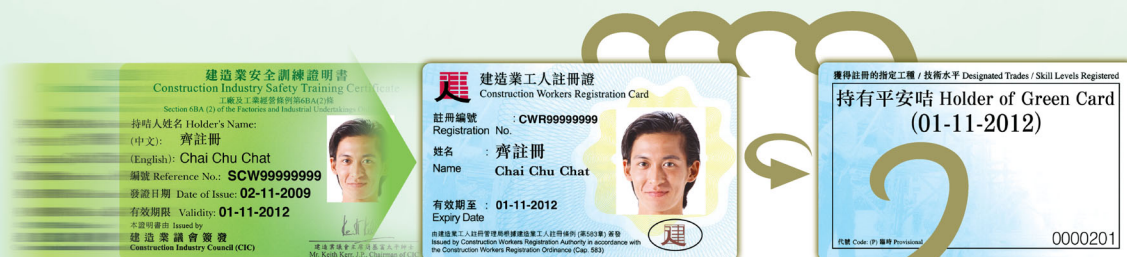 建造業安全訓練證明書
Construction Industry Safety Training Certificate
工廠及工業經營條例第6BA(2)條
Section 6BA (2) of the Factories and Industrial Undertakings
持咭人姓名 Holder's Name:
(中文): 齊註冊
(English): Chai Chu Chat
編號 Reference No.: SCW99999999
發證日期 Date of Issue: 02-11-2009
有效期限 Validity: 01-11-2012
本證明書由 Issued by
建造業議會簽發
Construction Industry Council (CIC)
Mr. Keith Kerr, J.P., Chairman of CIC
建造業工人註冊證
Construction Workers Registration Card
註冊編號 : CWR99999999
Registration No.
姓名 : 齊註冊
Name Chai Chu Chat
有效期至 : 01-11-2012
Expiry Date
由建造業工人註冊管理局根據建造業工人註冊條例 (第583章) 簽發
Issued by Construction Workers Registration Authority in accordance with
the Construction Workers Registration Ordinance (Cap. 583)
建
獲得註冊的指定工種 / 技術水平 Designated Trades / Skill Levels Registered
持有平安咭 Holder of Green Card
(01-11-2012)
代號 Code: (P) 臨時 Provisional
0000201